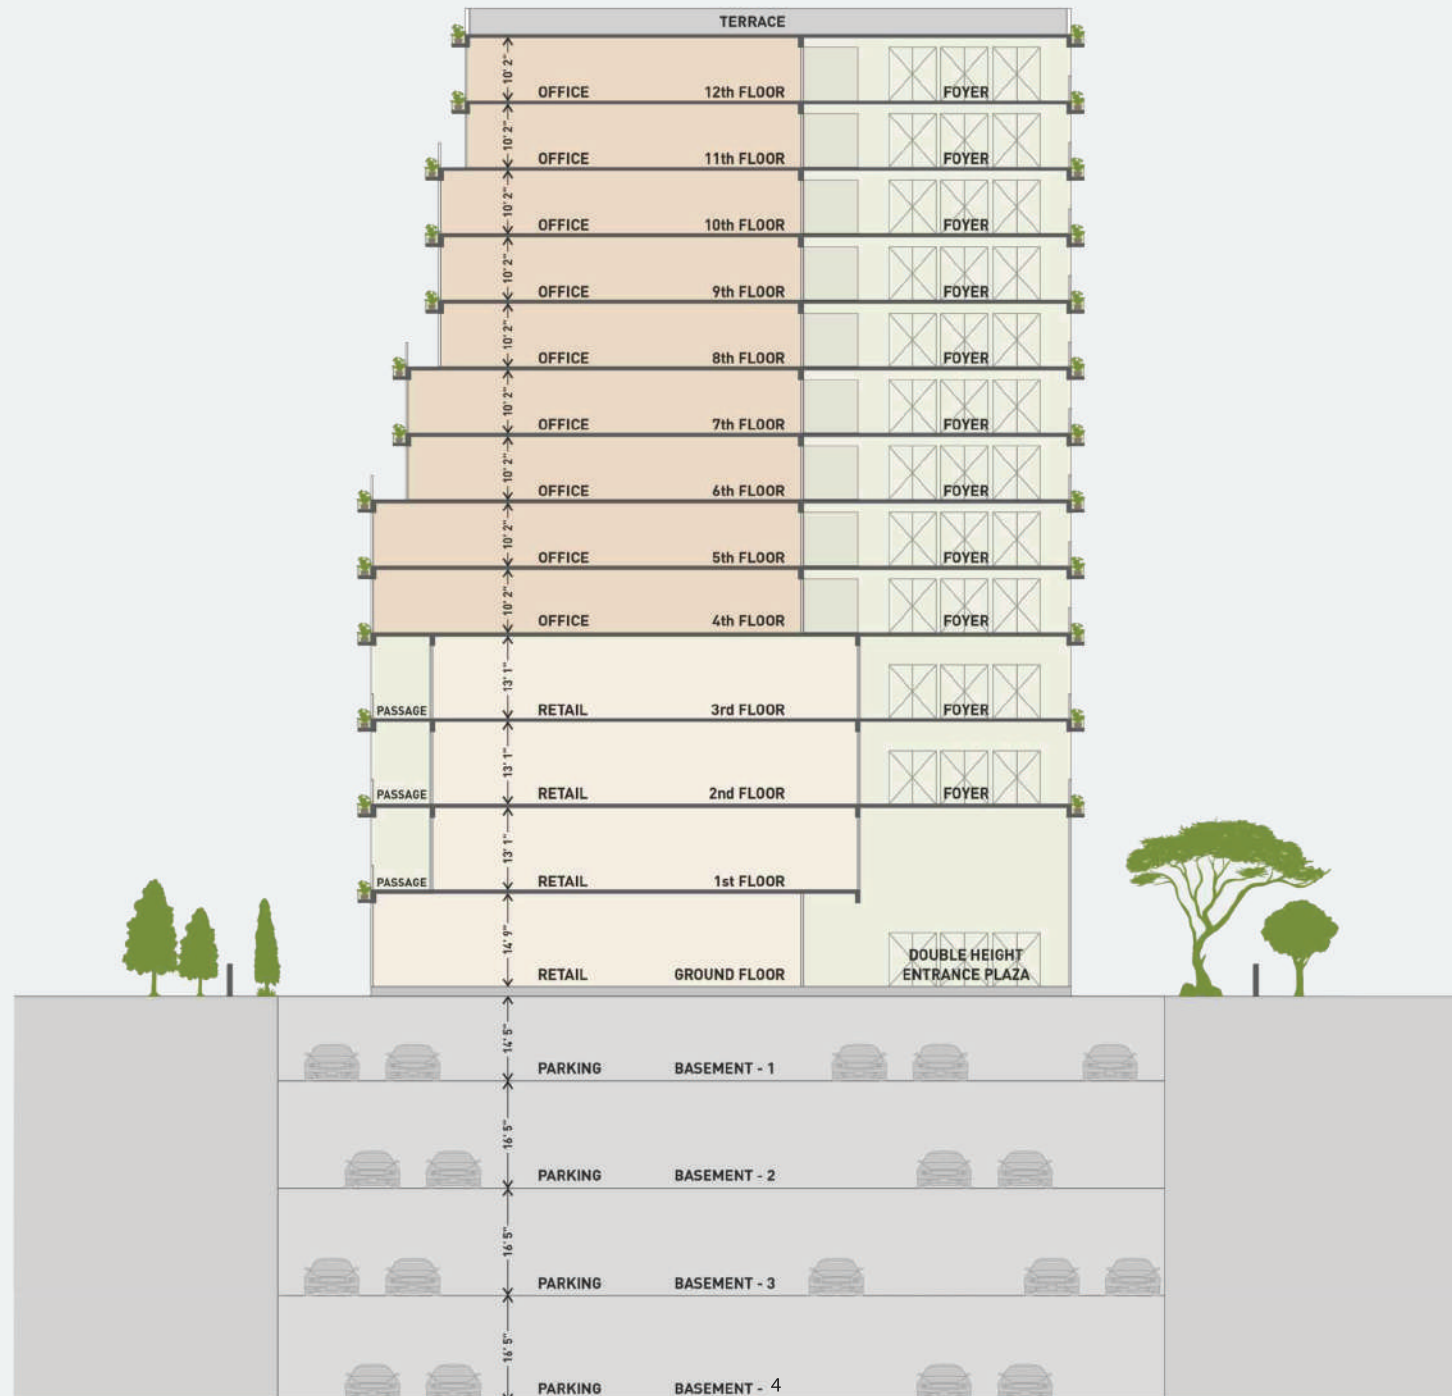 TERRACE
10' 2" OFFICE 12th FLOOR FOYER
10' 2" OFFICE 11th FLOOR FOYER
10' 2" OFFICE 10th FLOOR FOYER
10' 2" OFFICE 9th FLOOR FOYER
10' 2" OFFICE 8th FLOOR FOYER
10' 2" OFFICE 7th FLOOR FOYER
10' 2" OFFICE 6th FLOOR FOYER
10' 2" OFFICE 5th FLOOR FOYER
10' 2" OFFICE 4th FLOOR FOYER
PASSAGE 13' 1" RETAIL 3rd FLOOR FOYER
PASSAGE 13' 1" RETAIL 2nd FLOOR FOYER
PASSAGE 13' 1" RETAIL 1st FLOOR
14' 9" RETAIL GROUND FLOOR
DOUBLE HEIGHT
ENTRANCE PLAZA
14' 5" PARKING BASEMENT - 1
16' 5" PARKING BASEMENT - 2
16' 5" PARKING BASEMENT - 3
16' 5" PARKING BASEMENT - 4